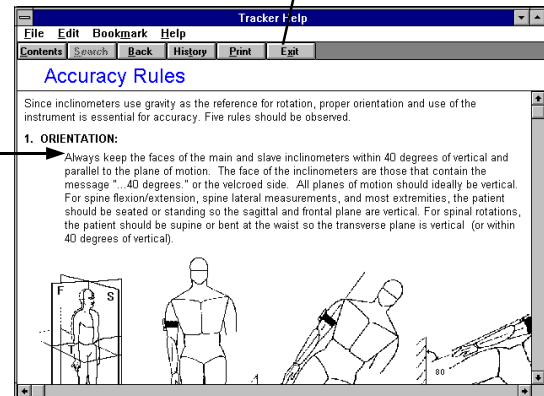 Tracker Help
File Edit Bookmark Help
Contents Search Back History Print Exit
Accuracy Rules
Since inclinometers use gravity as the reference for rotation, proper orientation and use of the
instrument is essential for accuracy. Five rules should be observed.
1. ORIENTATION:
Always keep the faces of the main and slave inclinometers within 40 degrees of vertical and
parallel to the plane of motion. The face of the inclinometers are those that contain the
message "...40 degrees." or the velcroed side. All planes of motion should ideally be vertical.
For spine flexion/extension, spine lateral measurements, and most extremities, the patient
should be seated or standing so the sagittal and frontal plane are vertical. For spinal rotations,
the patient should be supine or bent at the waist so the transverse plane is vertical (or within
40 degrees of vertical).
F S
T
80